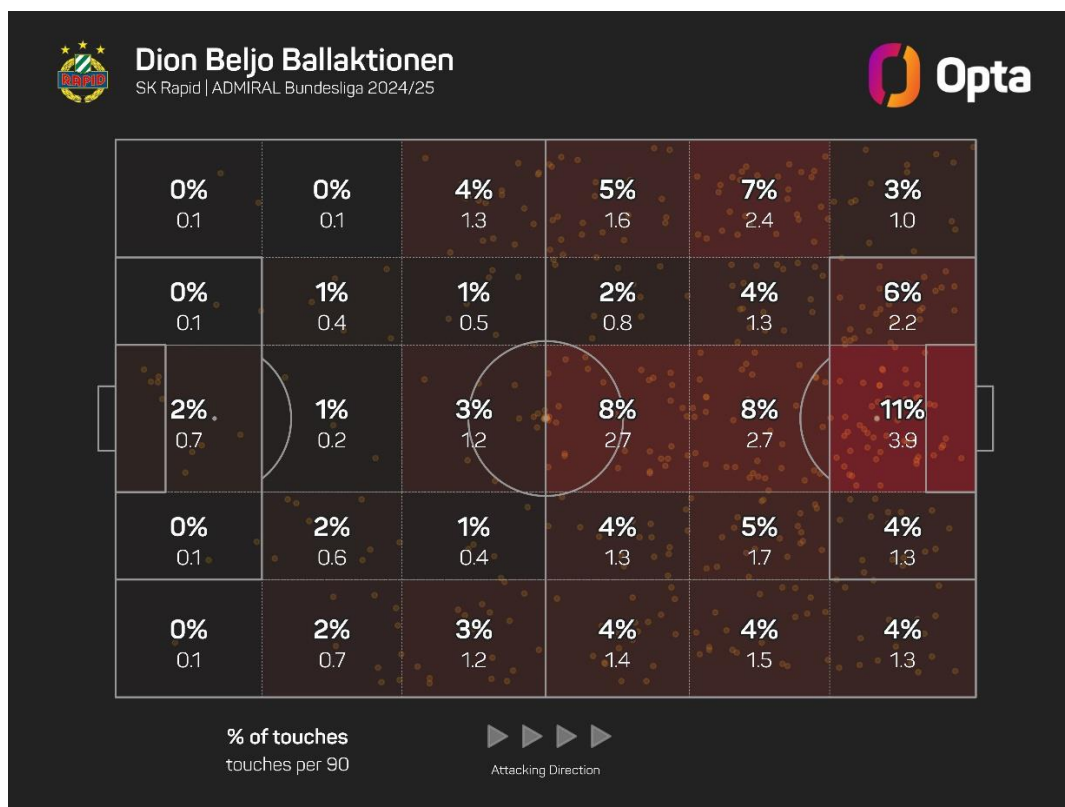 Dion Beljo Ballaktionen
SK Rapid | ADMIRAL Bundesliga 2024/25
RAPID
Opta
0% 0% 4% 5% 7% 3%
0.1 0.1 1.3 1.6 2.4 1.0
0% 1% 1% 2% 4% 6%
0.1 0.4 0.5 0.8 1.3 2.2
2% 1% 3% 8% 8% 11%
0.7 0.2 1.2 2.7 2.7 3.9
0% 2% 1% 4% 5% 4%
0.1 0.6 0.4 1.3 1.7 1.3
0% 2% 3% 4% 4% 4%
0.1 0.7 1.2 1.4 1.5 1.3
% of touches
touches per 90
Attacking Direction